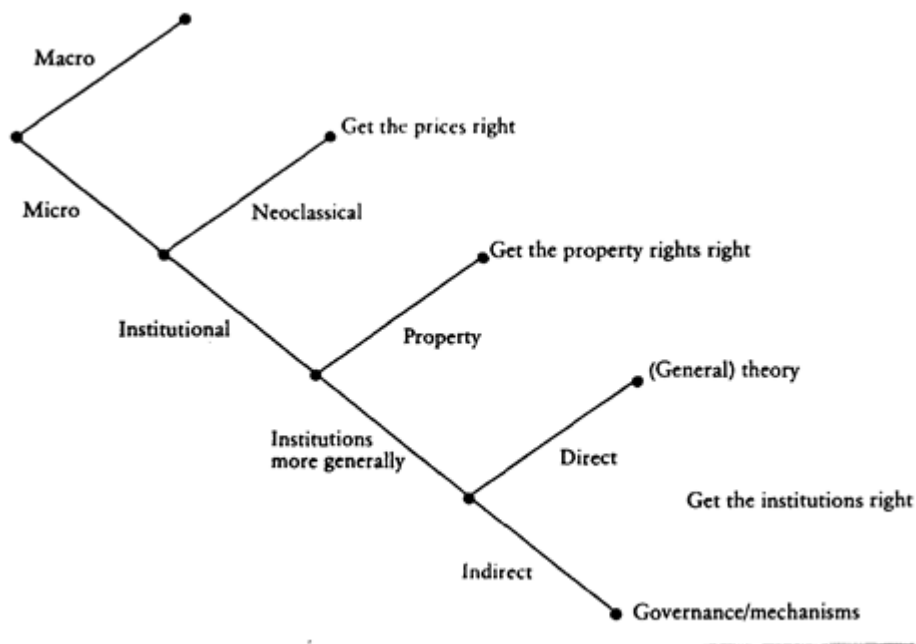 Macro
Get the prices right
Micro
Neoclassical
Get the property rights right
Institutional
Property
(General) theory
Institutions
more generally
Direct
Get the institutions right
Indirect
Governance/mechanisms